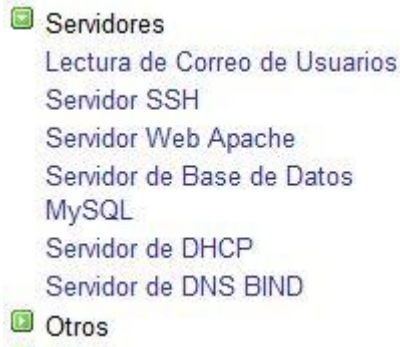 Servidores
Lectura de Correo de Usuarios
Servidor SSH
Servidor Web Apache
Servidor de Base de Datos
MySQL
Servidor de DHCP
Servidor de DNS BIND
Otros